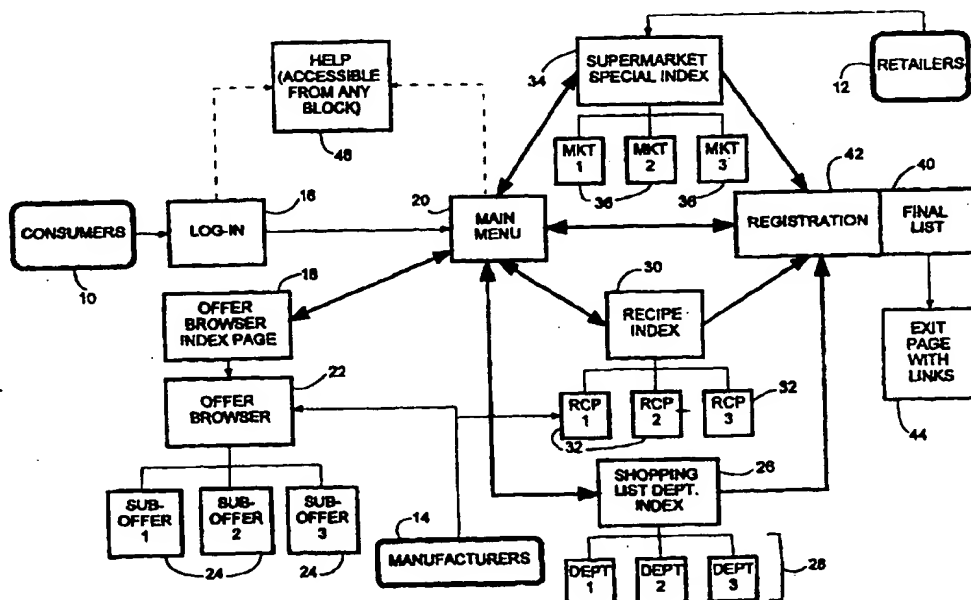 HELP
(ACCESSIBLE
FROM ANY
BLOCK)
46
34
SUPERMARKET
SPECIAL INDEX
RETAILERS
12
MKT
1
MKT
2
MKT
3
36
36
42
40
16
20
CONSUMERS
10
LOG-IN
MAIN
MENU
REGISTRATION
FINAL
LIST
18
OFFER
BROWSER
INDEX PAGE
30
RECIPE
INDEX
EXIT
PAGE
WITH
LINKS
44
22
OFFER
BROWSER
RCP
1
RCP
2
RCP
3
32
32
26
SHOPPING
LIST DEPT.
INDEX
SUB-
OFFER
1
SUB-
OFFER
2
SUB-
OFFER
3
24
24
14
MANUFACTURERS
DEPT
1
DEPT
2
DEPT
3
28